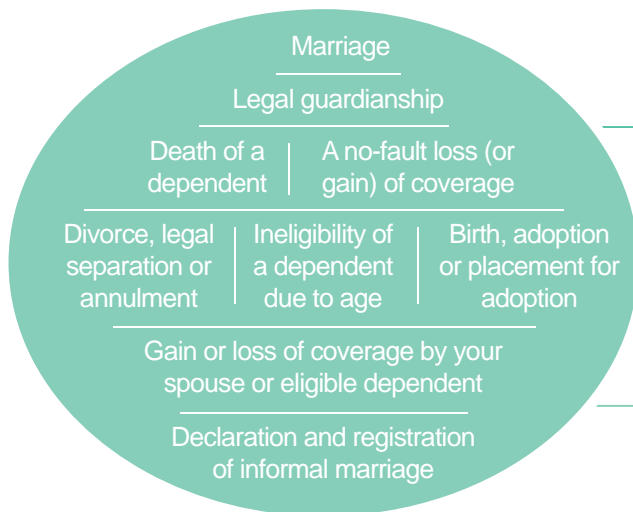 Marriage
Legal guardianship
Death of a
dependent
A no-fault loss (or
gain) of coverage
Divorce, legal
separation or
annulment
Ineligibility of
a dependent
due to age
Birth, adoption
or placement for
adoption
Gain or loss of coverage by your
spouse or eligible dependent
Declaration and registration
of informal marriage